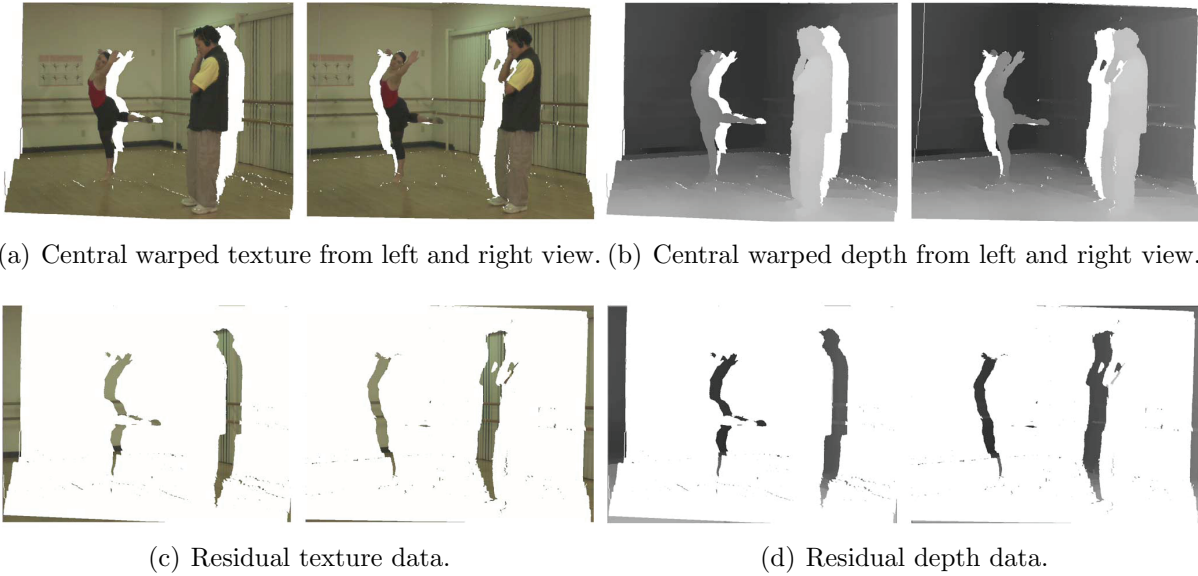 (a) Central warped texture from left and right view. (b) Central warped depth from left and right view.
(c) Residual texture data.
(d) Residual depth data.